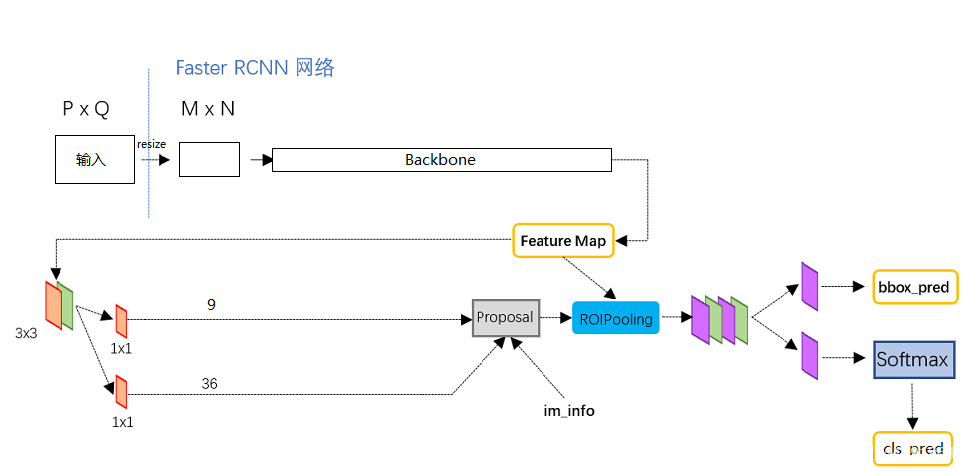 Faster RCNN 网络
P x Q
M x N
输入
resize
Backbone
Feature Map
3x3
9
1x1
36
1x1
Proposal
im_info
ROIPooling
bbox_pred
Softmax
cls_pred